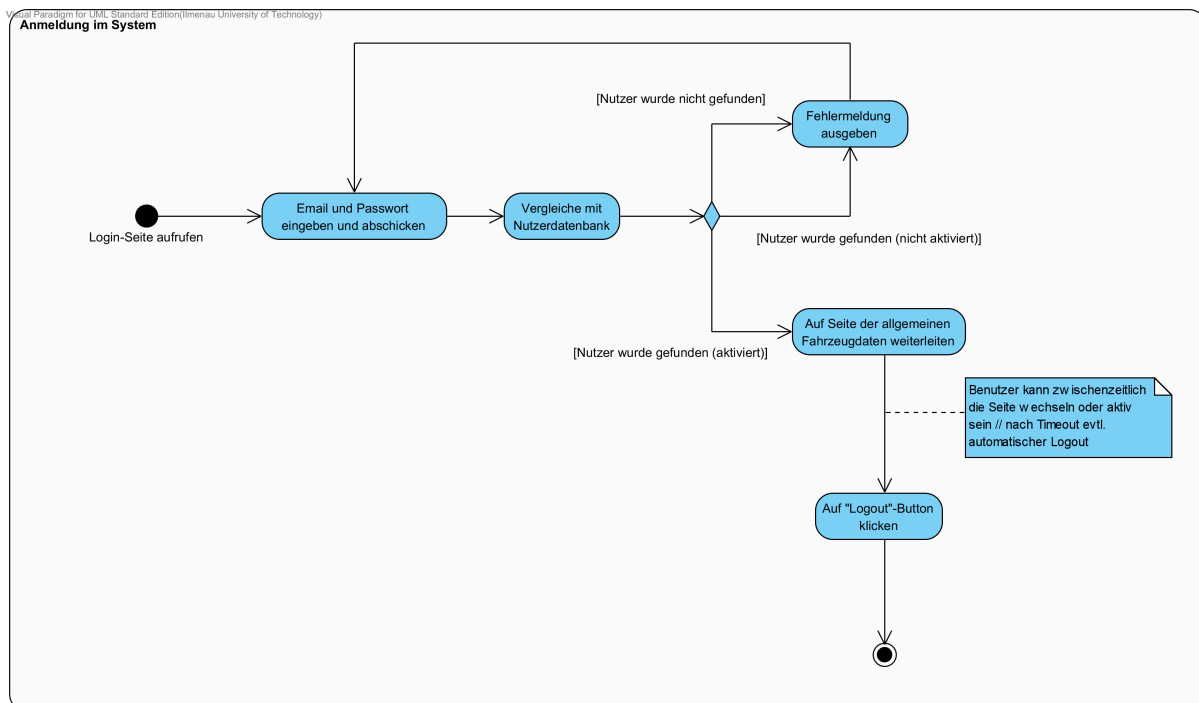 Visual Paradigm for UML Standard Edition(Ilmenau University of Technology)
Anmeldung im System
[Nutzer wurde nicht gefunden]
Fehlermeldung
ausgeben
Login-Seite aufrufen
Email und Passwort
eingeben und abschicken
Vergleiche mit
Nutzerdatenbank
[Nutzer wurde gefunden (nicht aktiviert)]
Auf Seite der allgemeinen
Fahrzeugdaten weiterleiten
[Nutzer wurde gefunden (aktiviert)]
Benutzer kann zwischenzeitlich
die Seite wechseln oder aktiv
sein // nach Timeout evtl.
automatischer Logout
Auf "Logout"-Button
klicken